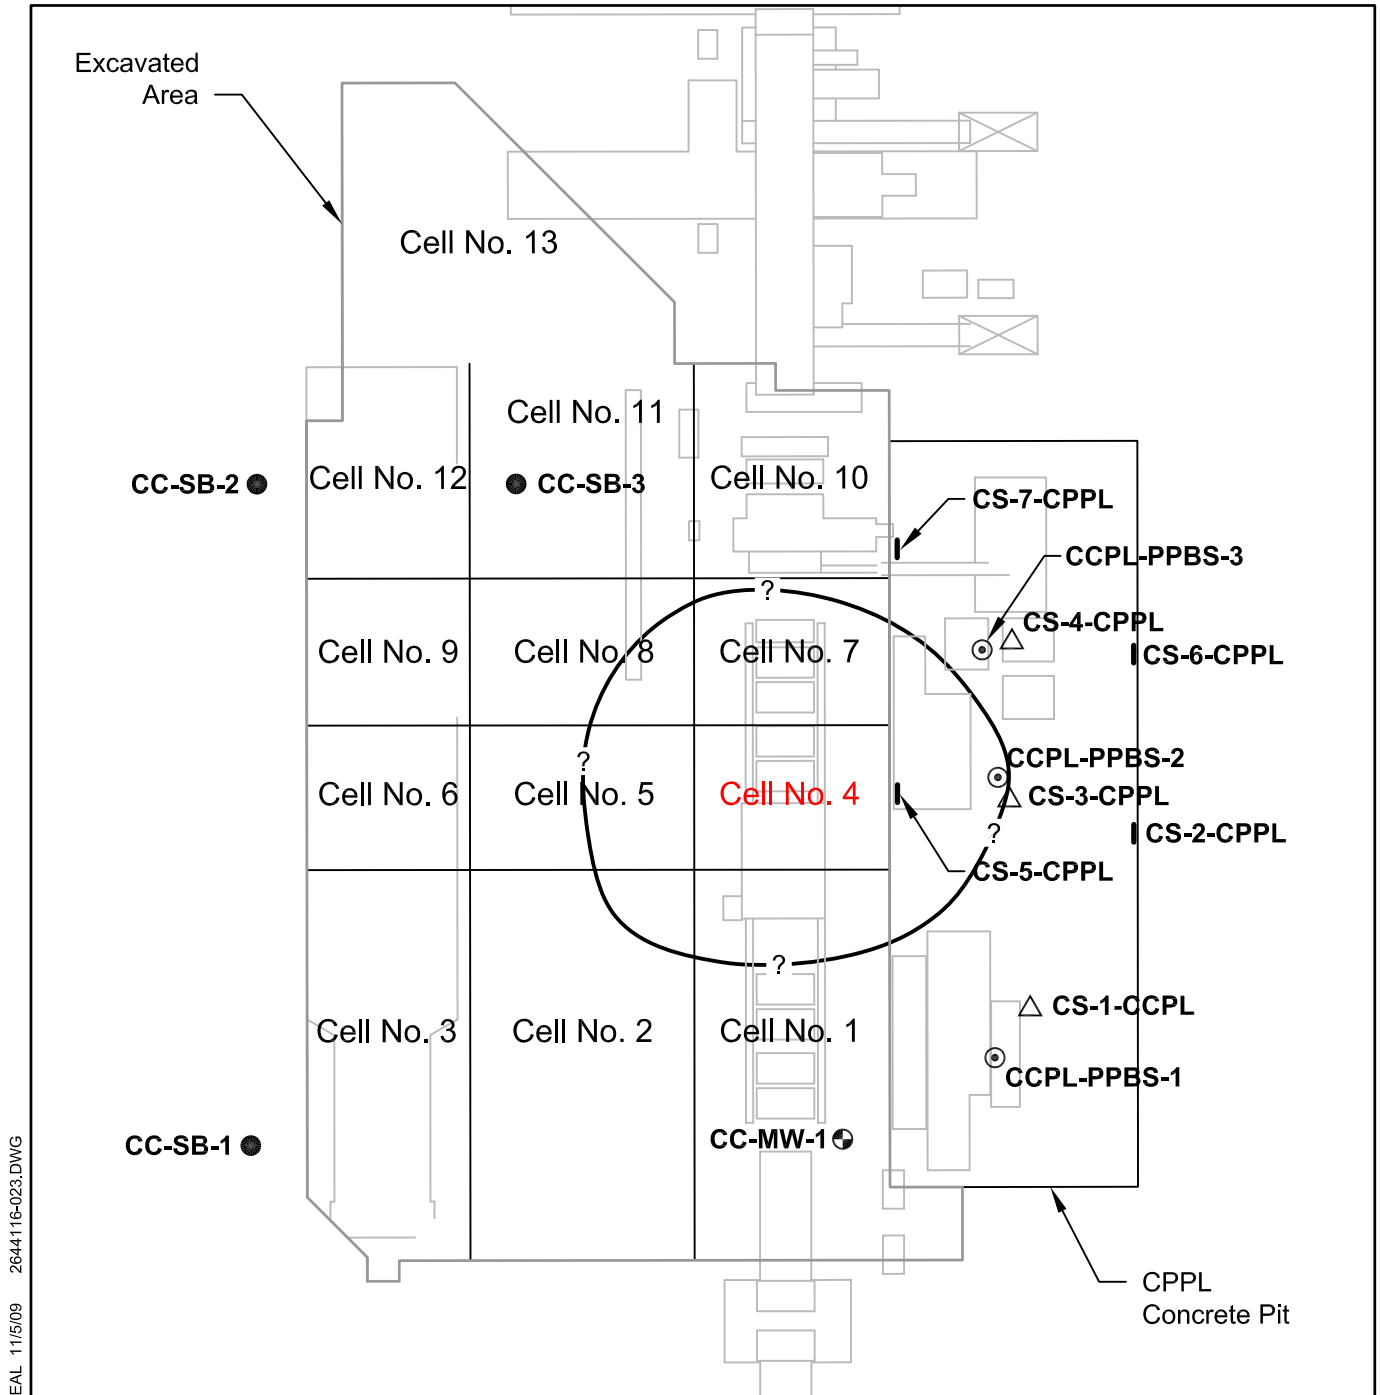 Excavated
Area
Cell No. 13
Cell No. 11
Cell No. 12
Cell No. 10
CC-SB-2
CC-SB-3
CS-7-CPPL
CCPL-PPBS-3
?
CS-4-CPPL
Cell No. 9
Cell No. 8
Cell No. 7
CS-6-CPPL
?
CCPL-PPBS-2
Cell No. 6
Cell No. 5
Cell No. 4
CS-3-CPPL
?
CS-2-CPPL
CS-5-CPPL
?
CS-1-CCPL
Cell No. 3
Cell No. 2
Cell No. 1
CCPL-PPBS-1
CC-SB-1
CC-MW-1
CPPL
Concrete Pit
EAL 11/5/09 2644116-023.DWG